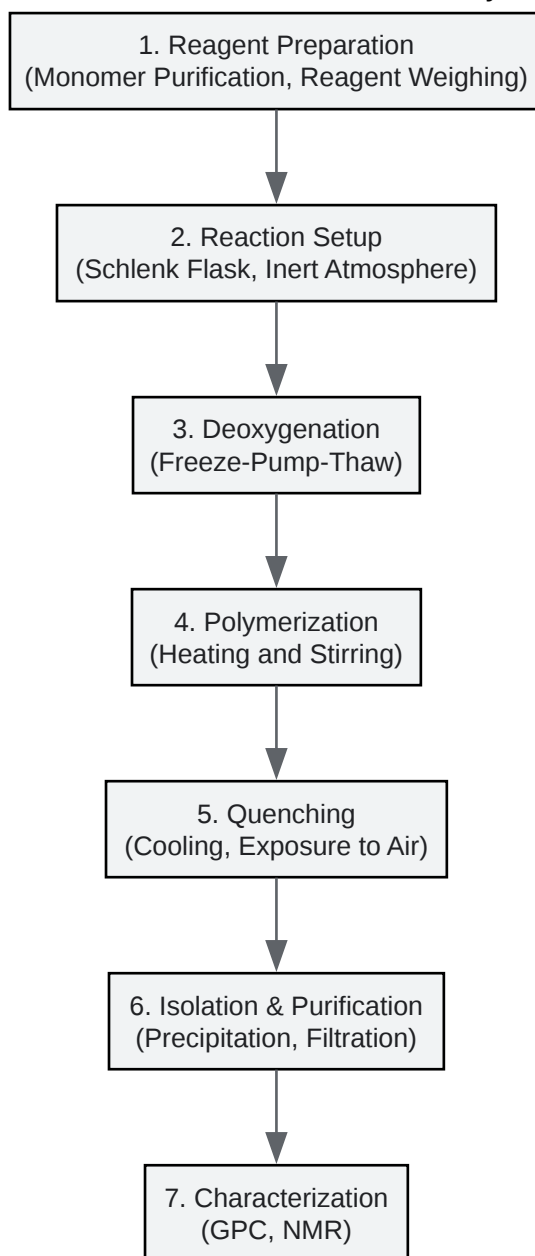 1. Reagent Preparation
(Monomer Purification, Reagent Weighing)
2. Reaction Setup
(Schlenk Flask, Inert Atmosphere)
3. Deoxygenation
(Freeze-Pump-Thaw)
4. Polymerization
(Heating and Stirring)
5. Quenching
(Cooling, Exposure to Air)
6. Isolation & Purification
(Precipitation, Filtration)
7. Characterization
(GPC, NMR)